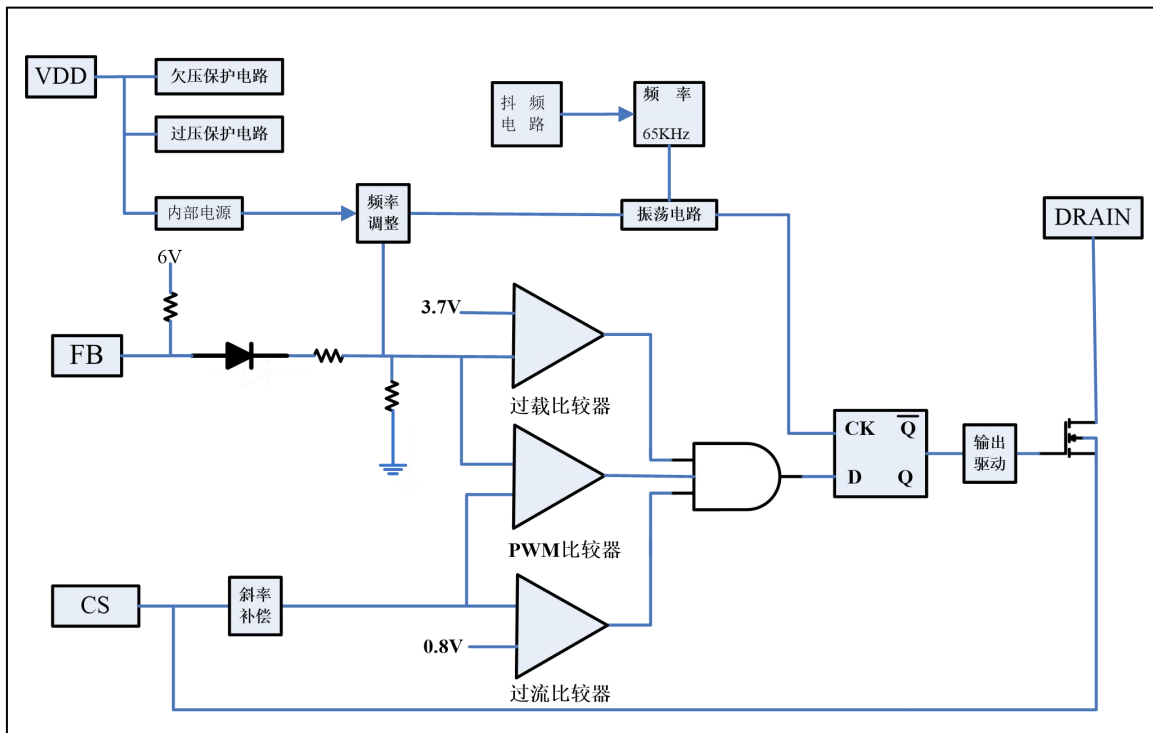 VDD
欠压保护电路
过压保护电路
内部电源
频率
调整
抖 频
电 路
频 率
65KHz
振荡电路
DRAIN
6V
3.7V
FB
过载比较器
CK Q
D Q
输出
驱动
PWM比较器
CS
斜率
补偿
0.8V
过流比较器